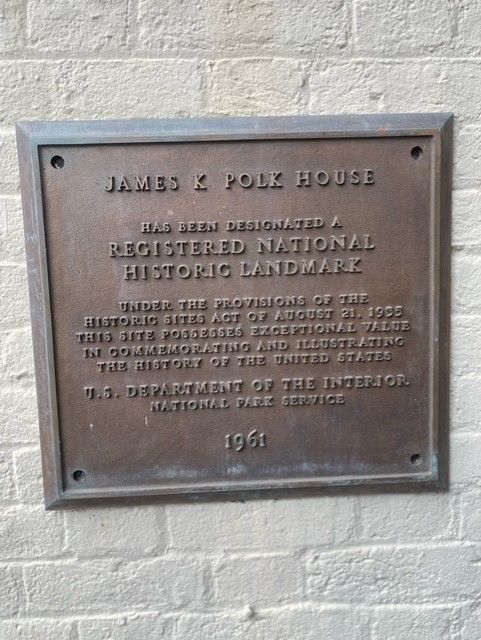 JAMES K. POLK HOUSE
HAS BEEN DESIGNATED A
REGISTERED NATIONAL
HISTORIC LANDMARK
UNDER THE PROVISIONS OF THE
HISTORIC SITES ACT OF AUGUST 21, 1935
THIS SITE POSSESSES EXCEPTIONAL VALUE
IN COMMEMORATING AND ILLUSTRATING
THE HISTORY OF THE UNITED STATES
U.S. DEPARTMENT OF THE INTERIOR
NATIONAL PARK SERVICE
1961